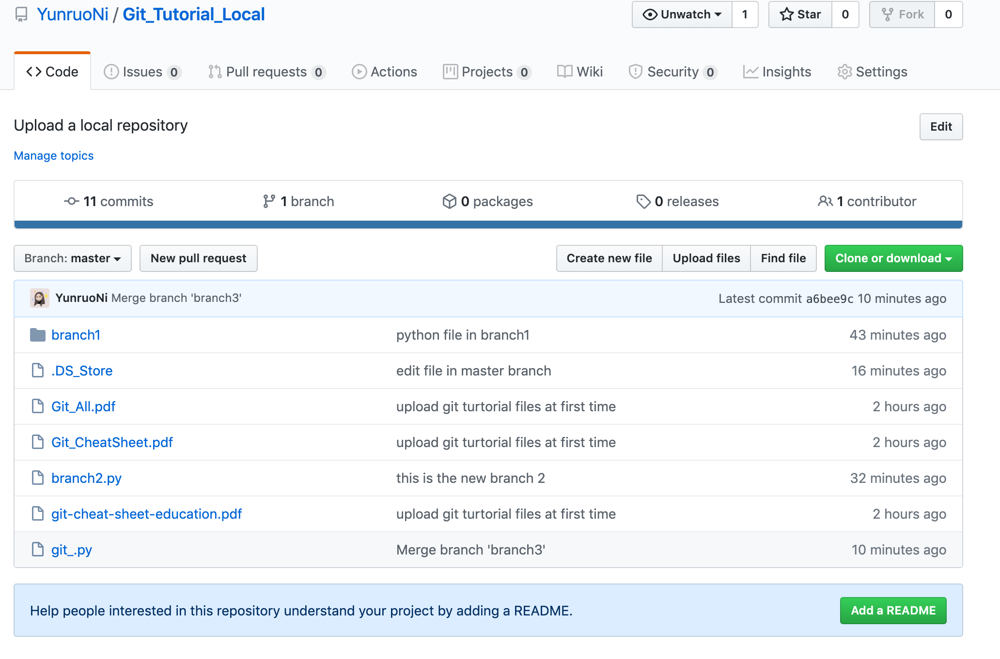 YunruoNi / Git_Tutorial_Local
Unwatch 1 Star 0 Fork 0
Code Issues 0 Pull requests 0 Actions Projects 0 Wiki Security 0 Insights Settings
Upload a local repository
Edit
Manage topics
11 commits 1 branch 0 packages 0 releases 1 contributor
Branch: master New pull request Create new file Upload files Find file Clone or download
YunruoNi Merge branch 'branch3' Latest commit a6bee9c 10 minutes ago
branch1 python file in branch1 43 minutes ago
.DS_Store edit file in master branch 16 minutes ago
Git_All.pdf upload git turtorial files at first time 2 hours ago
Git_CheatSheet.pdf upload git turtorial files at first time 2 hours ago
branch2.py this is the new branch 2 32 minutes ago
git-cheat-sheet-education.pdf upload git turtorial files at first time 2 hours ago
git_.py Merge branch 'branch3' 10 minutes ago
Help people interested in this repository understand your project by adding a README. Add a README